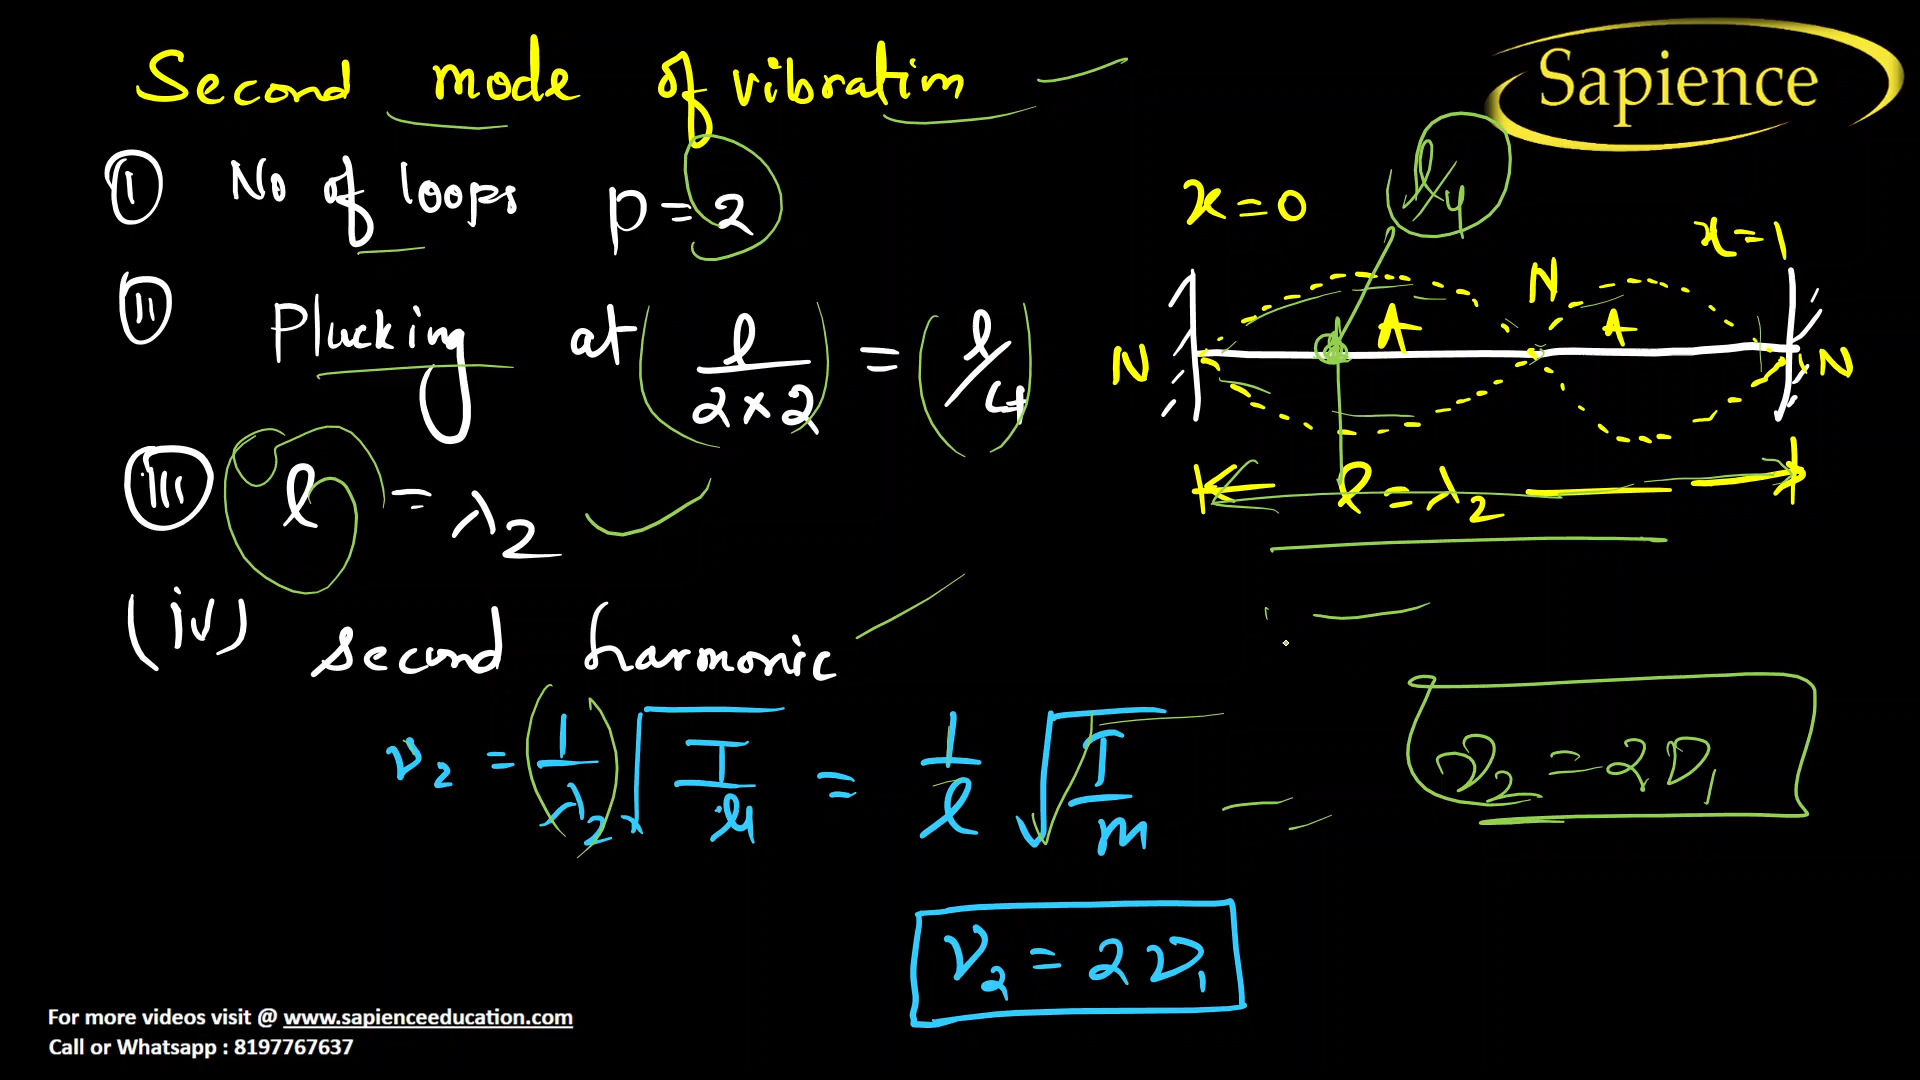 Second mode of vibration
Sapience
(i) No of loops p = 2
l/4
x = 0
x = l
(ii) Plucking at (l/2×2) = (l/4)
N A N A N
(iii) l = λ2
l = λ2
(iv) second harmonic
ν2 = 1/λ2 √T/μ = 1/l √T/m
ν2 = 2ν1
ν2 = 2ν1
For more videos visit @ www.sapienceeducation.com
Call or Whatsapp : 8197767637